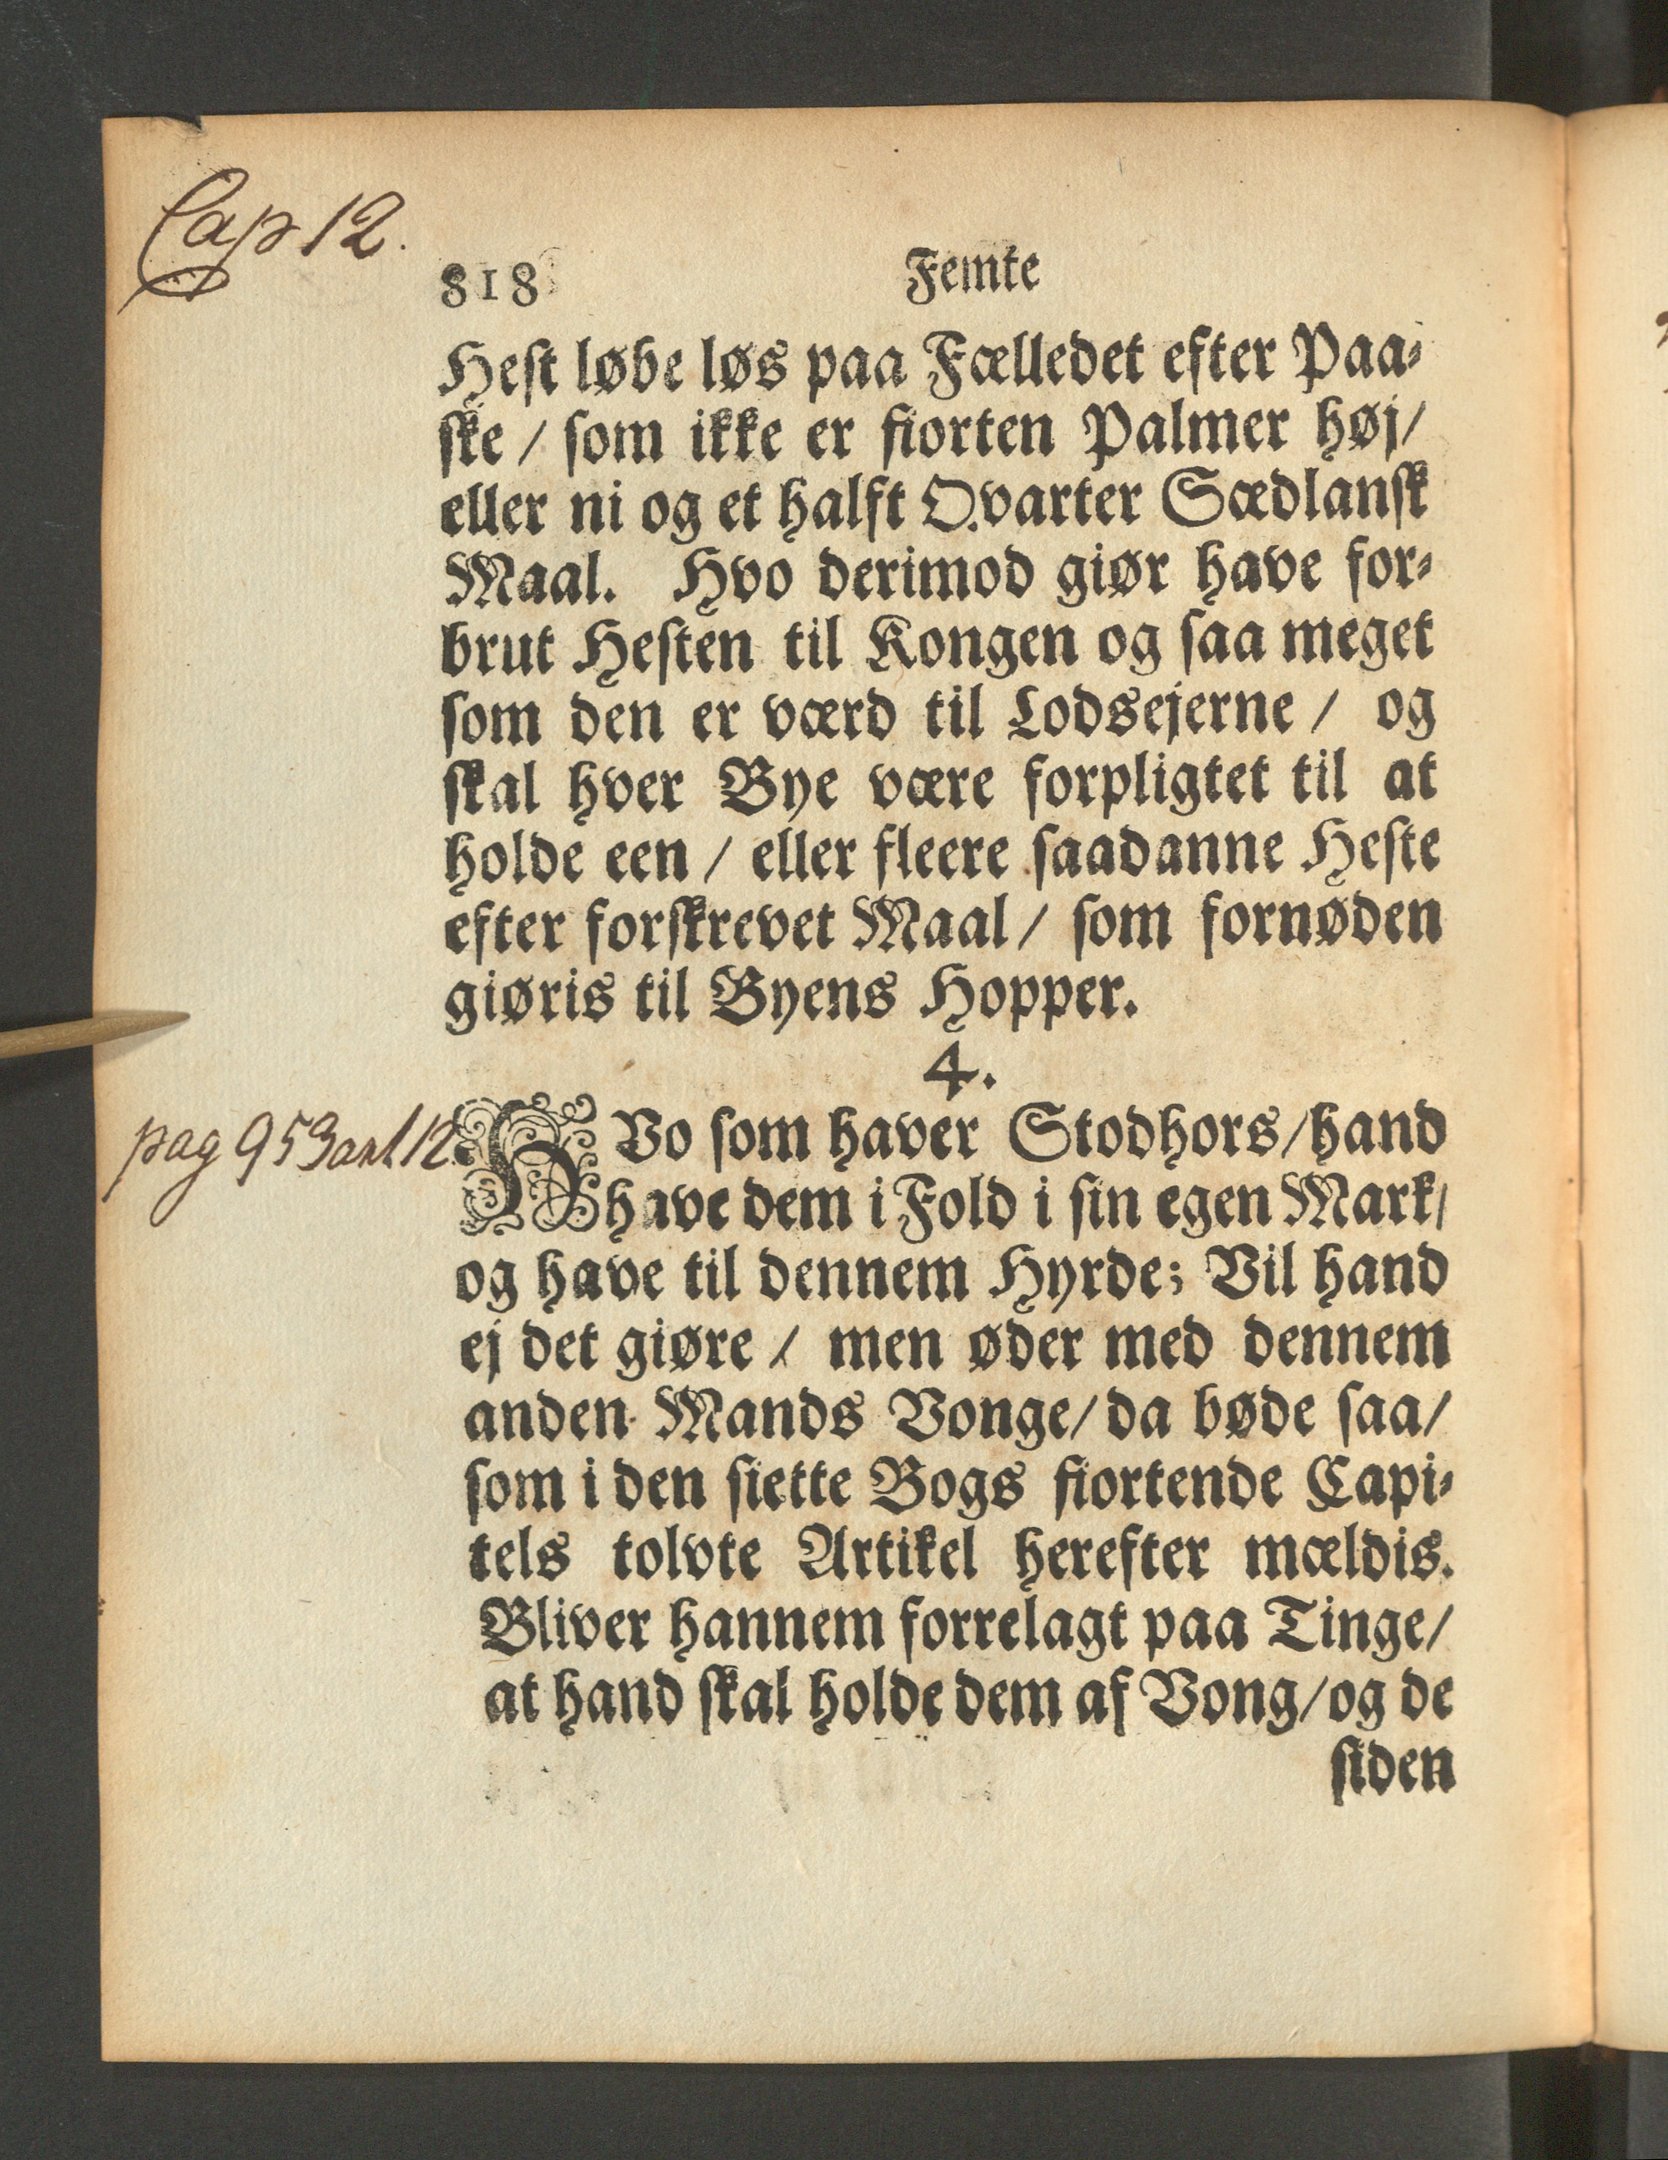 Cap 12.
818 Femte
Hest løbe løs paa Fælledet efter Paa-
ske / som ikke er fiorten Palmer høj/
eller ni og et halft Qvarter Sædlansk
Maal. Hvo derimod giør have for-
brut Hesten til Kongen og saa meget
som den er værd til Lodsejerne / og
skal hver Bye være forpligtet til at
holde een / eller fleere saadanne Heste
efter forskrevet Maal / som fornøden
giøris til Byens Hopper.
4.
pag 953 art 12.
HVo som haver Stodhors/hand
have dem i Fold i sin egen Mark/
og have til dennem Hyrde; Vil hand
ej det giøre / men øder med dennem
anden Mands Vonge/ da bøde saa/
som i den siette Bogs fiortende Capi-
tels tolvte Artikel herefter mældis.
Bliver hannem forrelagt paa Tinge/
at hand skal holde dem af Vong/og de
siden